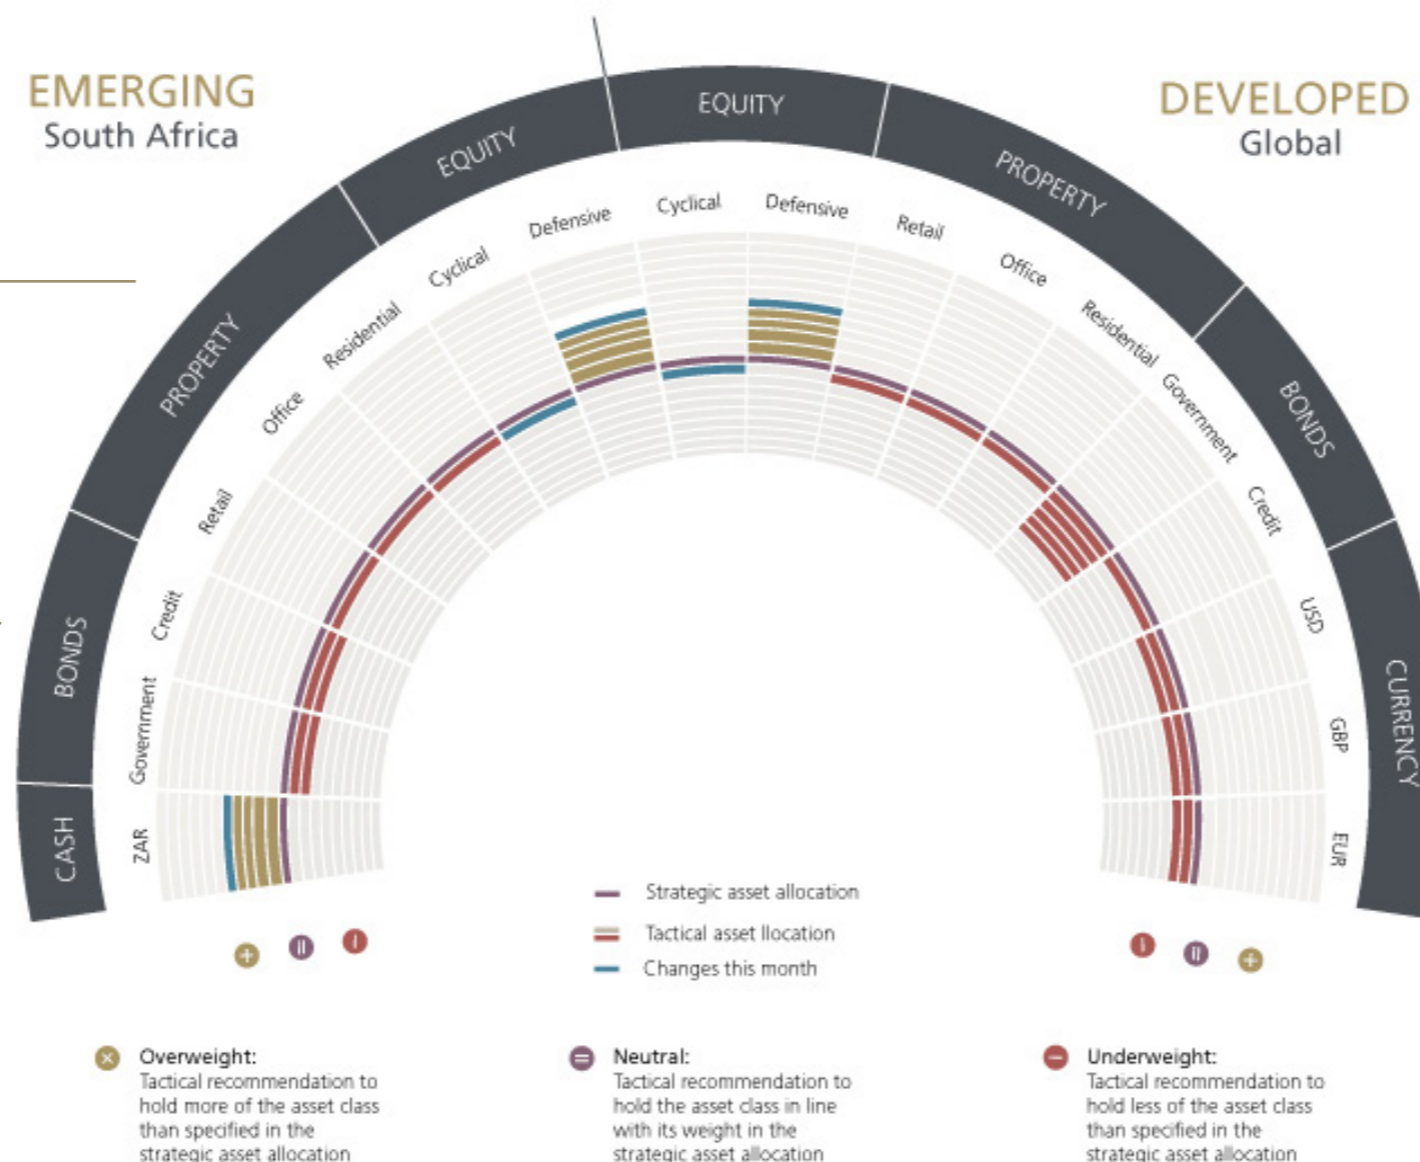 EMERGING
South Africa
DEVELOPED
Global
CASH
BONDS
PROPERTY
EQUITY
EQUITY
PROPERTY
BONDS
CURRENCY
ZAR
Government
Credit
Retail
Office
Residential
Cyclical
Defensive
Cyclical
Defensive
Retail
Office
Residential
Government
Credit
USD
GBP
EUR
Strategic asset allocation
Tactical asset llocation
Changes this month
Overweight:
Tactical recommendation to
hold more of the asset class
than specified in the
strategic asset allocation
Neutral:
Tactical recommendation to
hold the asset class in line
with its weight in the
strategic asset allocation
Underweight:
Tactical recommendation to
hold less of the asset class
than specified in the
strategic asset allocation